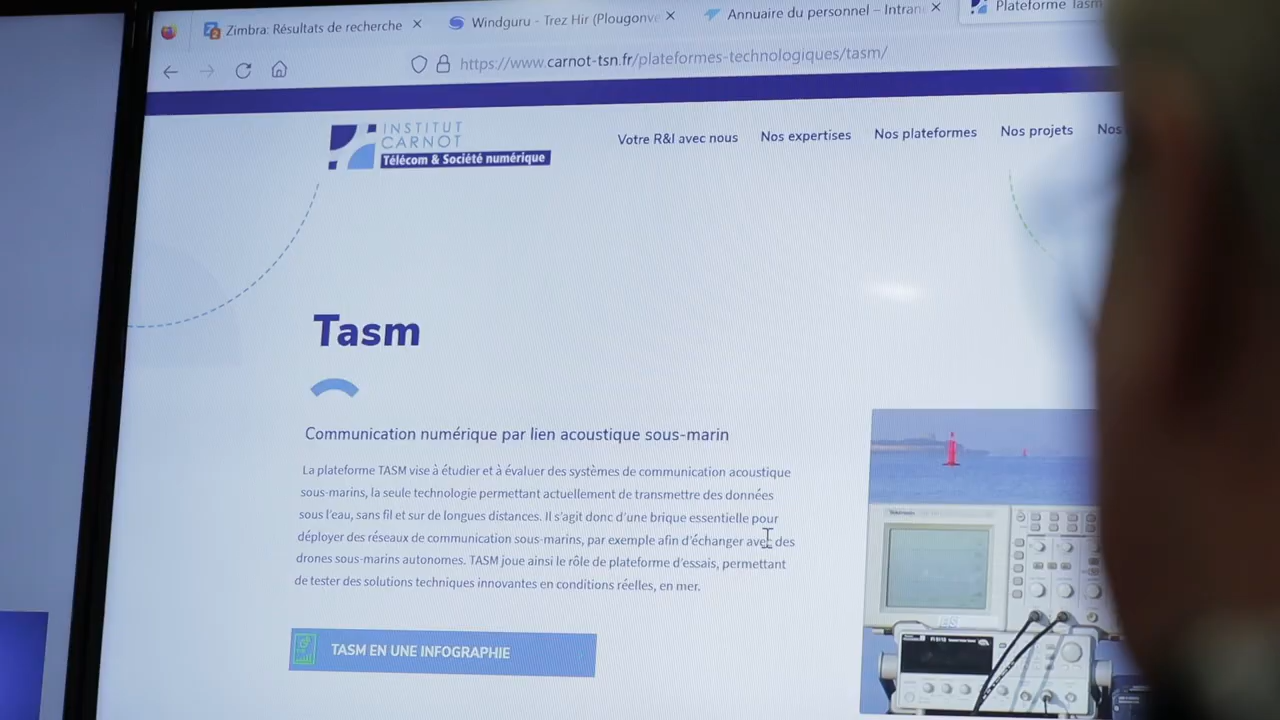 Zimbra: Résultats de recherche
Windguru - Trez Hir (Plougonve
Annuaire du personnel – Intran
Plateforme Tasm
https://www.carnot-tsn.fr/plateformes-technologiques/tasm/
INSTITUT
CARNOT
Télécom & Société numérique
Votre R&I avec nous
Nos expertises
Nos plateformes
Nos projets
Nos
Tasm
Communication numérique par lien acoustique sous-marin
La plateforme TASM vise à étudier et à évaluer des systèmes de communication acoustique
sous-marins, la seule technologie permettant actuellement de transmettre des données
sous l'eau, sans fil et sur de longues distances. Il s'agit donc d'une brique essentielle pour
déployer des réseaux de communication sous-marins, par exemple afin d'échanger avec des
drones sous-marins autonomes. TASM joue ainsi le rôle de plateforme d'essais, permettant
de tester des solutions techniques innovantes en conditions réelles, en mer.
TASM EN UNE INFOGRAPHIE
Tektronix